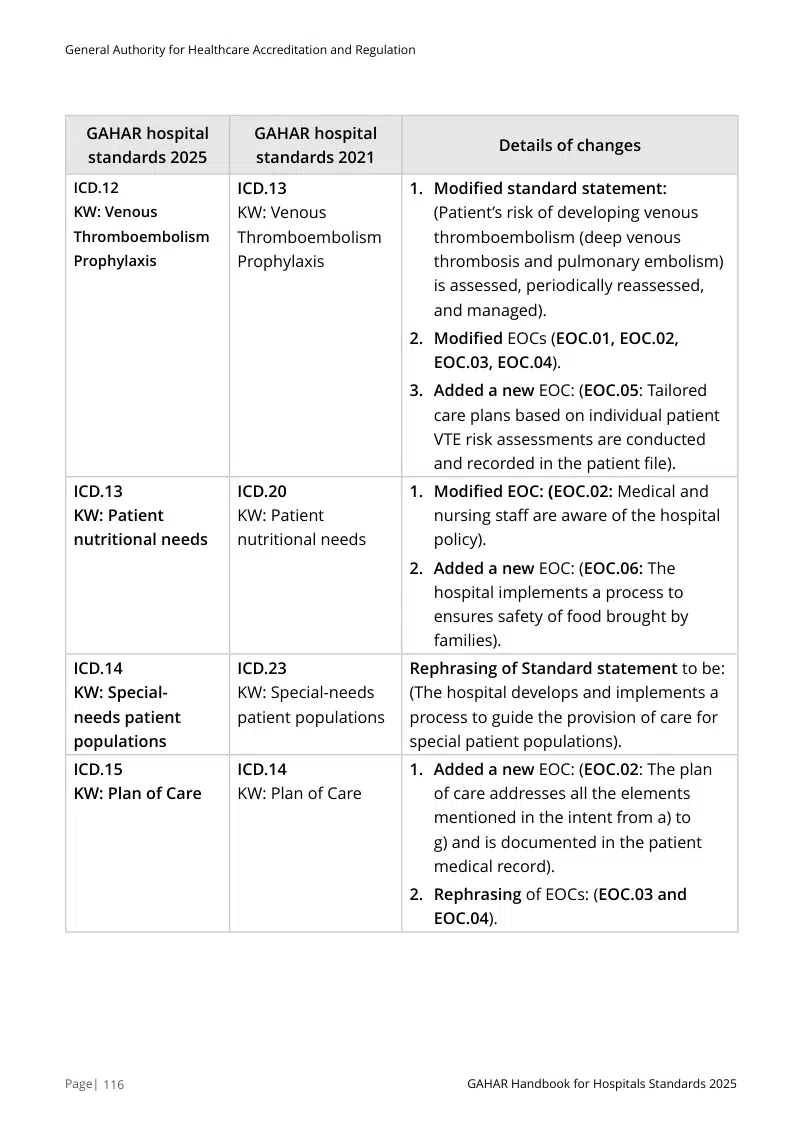 General Authority for Healthcare Accreditation and Regulation
GAHAR hospital
standards 2025
GAHAR hospital
standards 2021
Details of changes
ICD.12
KW: Venous
Thromboembolism
Prophylaxis
ICD.13
KW: Venous
Thromboembolism
Prophylaxis
1. Modified standard statement:
(Patient’s risk of developing venous
thromboembolism (deep venous
thrombosis and pulmonary embolism)
is assessed, periodically reassessed,
and managed).
2. Modified EOCs (EOC.01, EOC.02,
EOC.03, EOC.04).
3. Added a new EOC: (EOC.05: Tailored
care plans based on individual patient
VTE risk assessments are conducted
and recorded in the patient file).
ICD.13
KW: Patient
nutritional needs
ICD.20
KW: Patient
nutritional needs
1. Modified EOC: (EOC.02: Medical and
nursing staff are aware of the hospital
policy).
2. Added a new EOC: (EOC.06: The
hospital implements a process to
ensures safety of food brought by
families).
ICD.14
KW: Special-
needs patient
populations
ICD.23
KW: Special-needs
patient populations
Rephrasing of Standard statement to be:
(The hospital develops and implements a
process to guide the provision of care for
special patient populations).
ICD.15
KW: Plan of Care
ICD.14
KW: Plan of Care
1. Added a new EOC: (EOC.02: The plan
of care addresses all the elements
mentioned in the intent from a) to
g) and is documented in the patient
medical record).
2. Rephrasing of EOCs: (EOC.03 and
EOC.04).
Page| 116
GAHAR Handbook for Hospitals Standards 2025